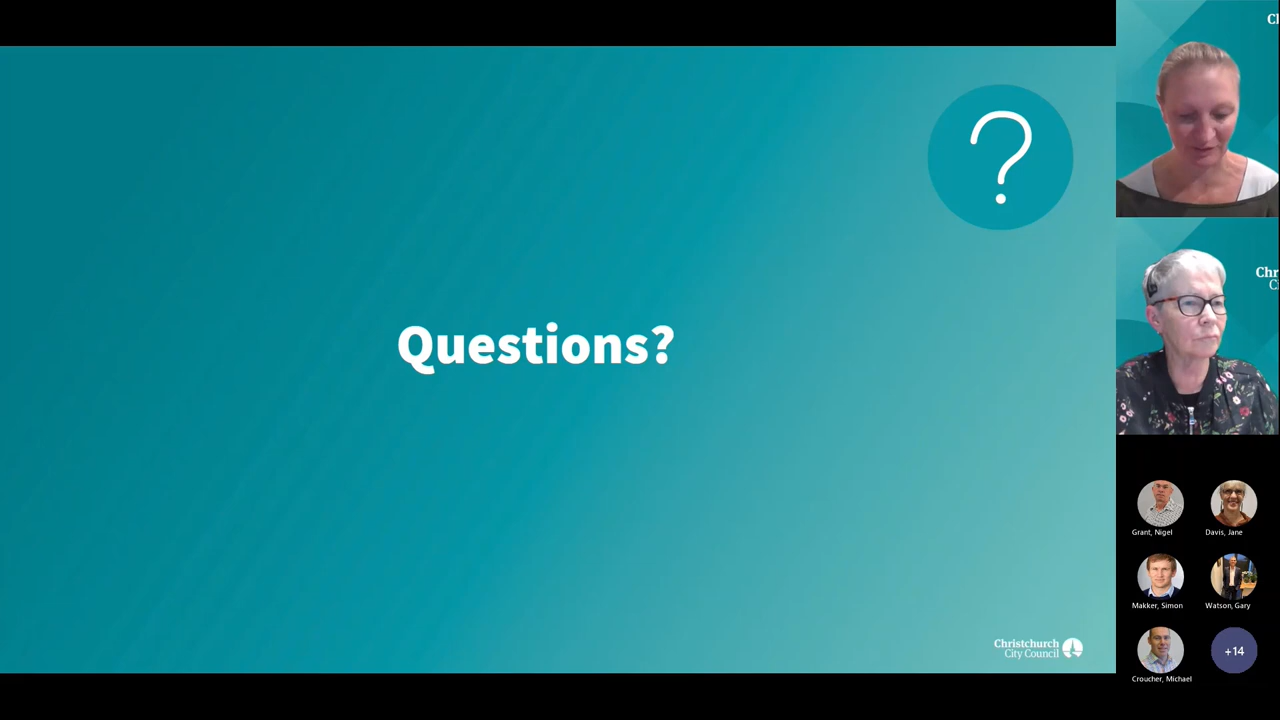 ?
Questions?
Christchurch
City Council
Grant, Nigel
Davis, Jane
Makker, Simon
Watson, Gary
Croucher, Michael
+14